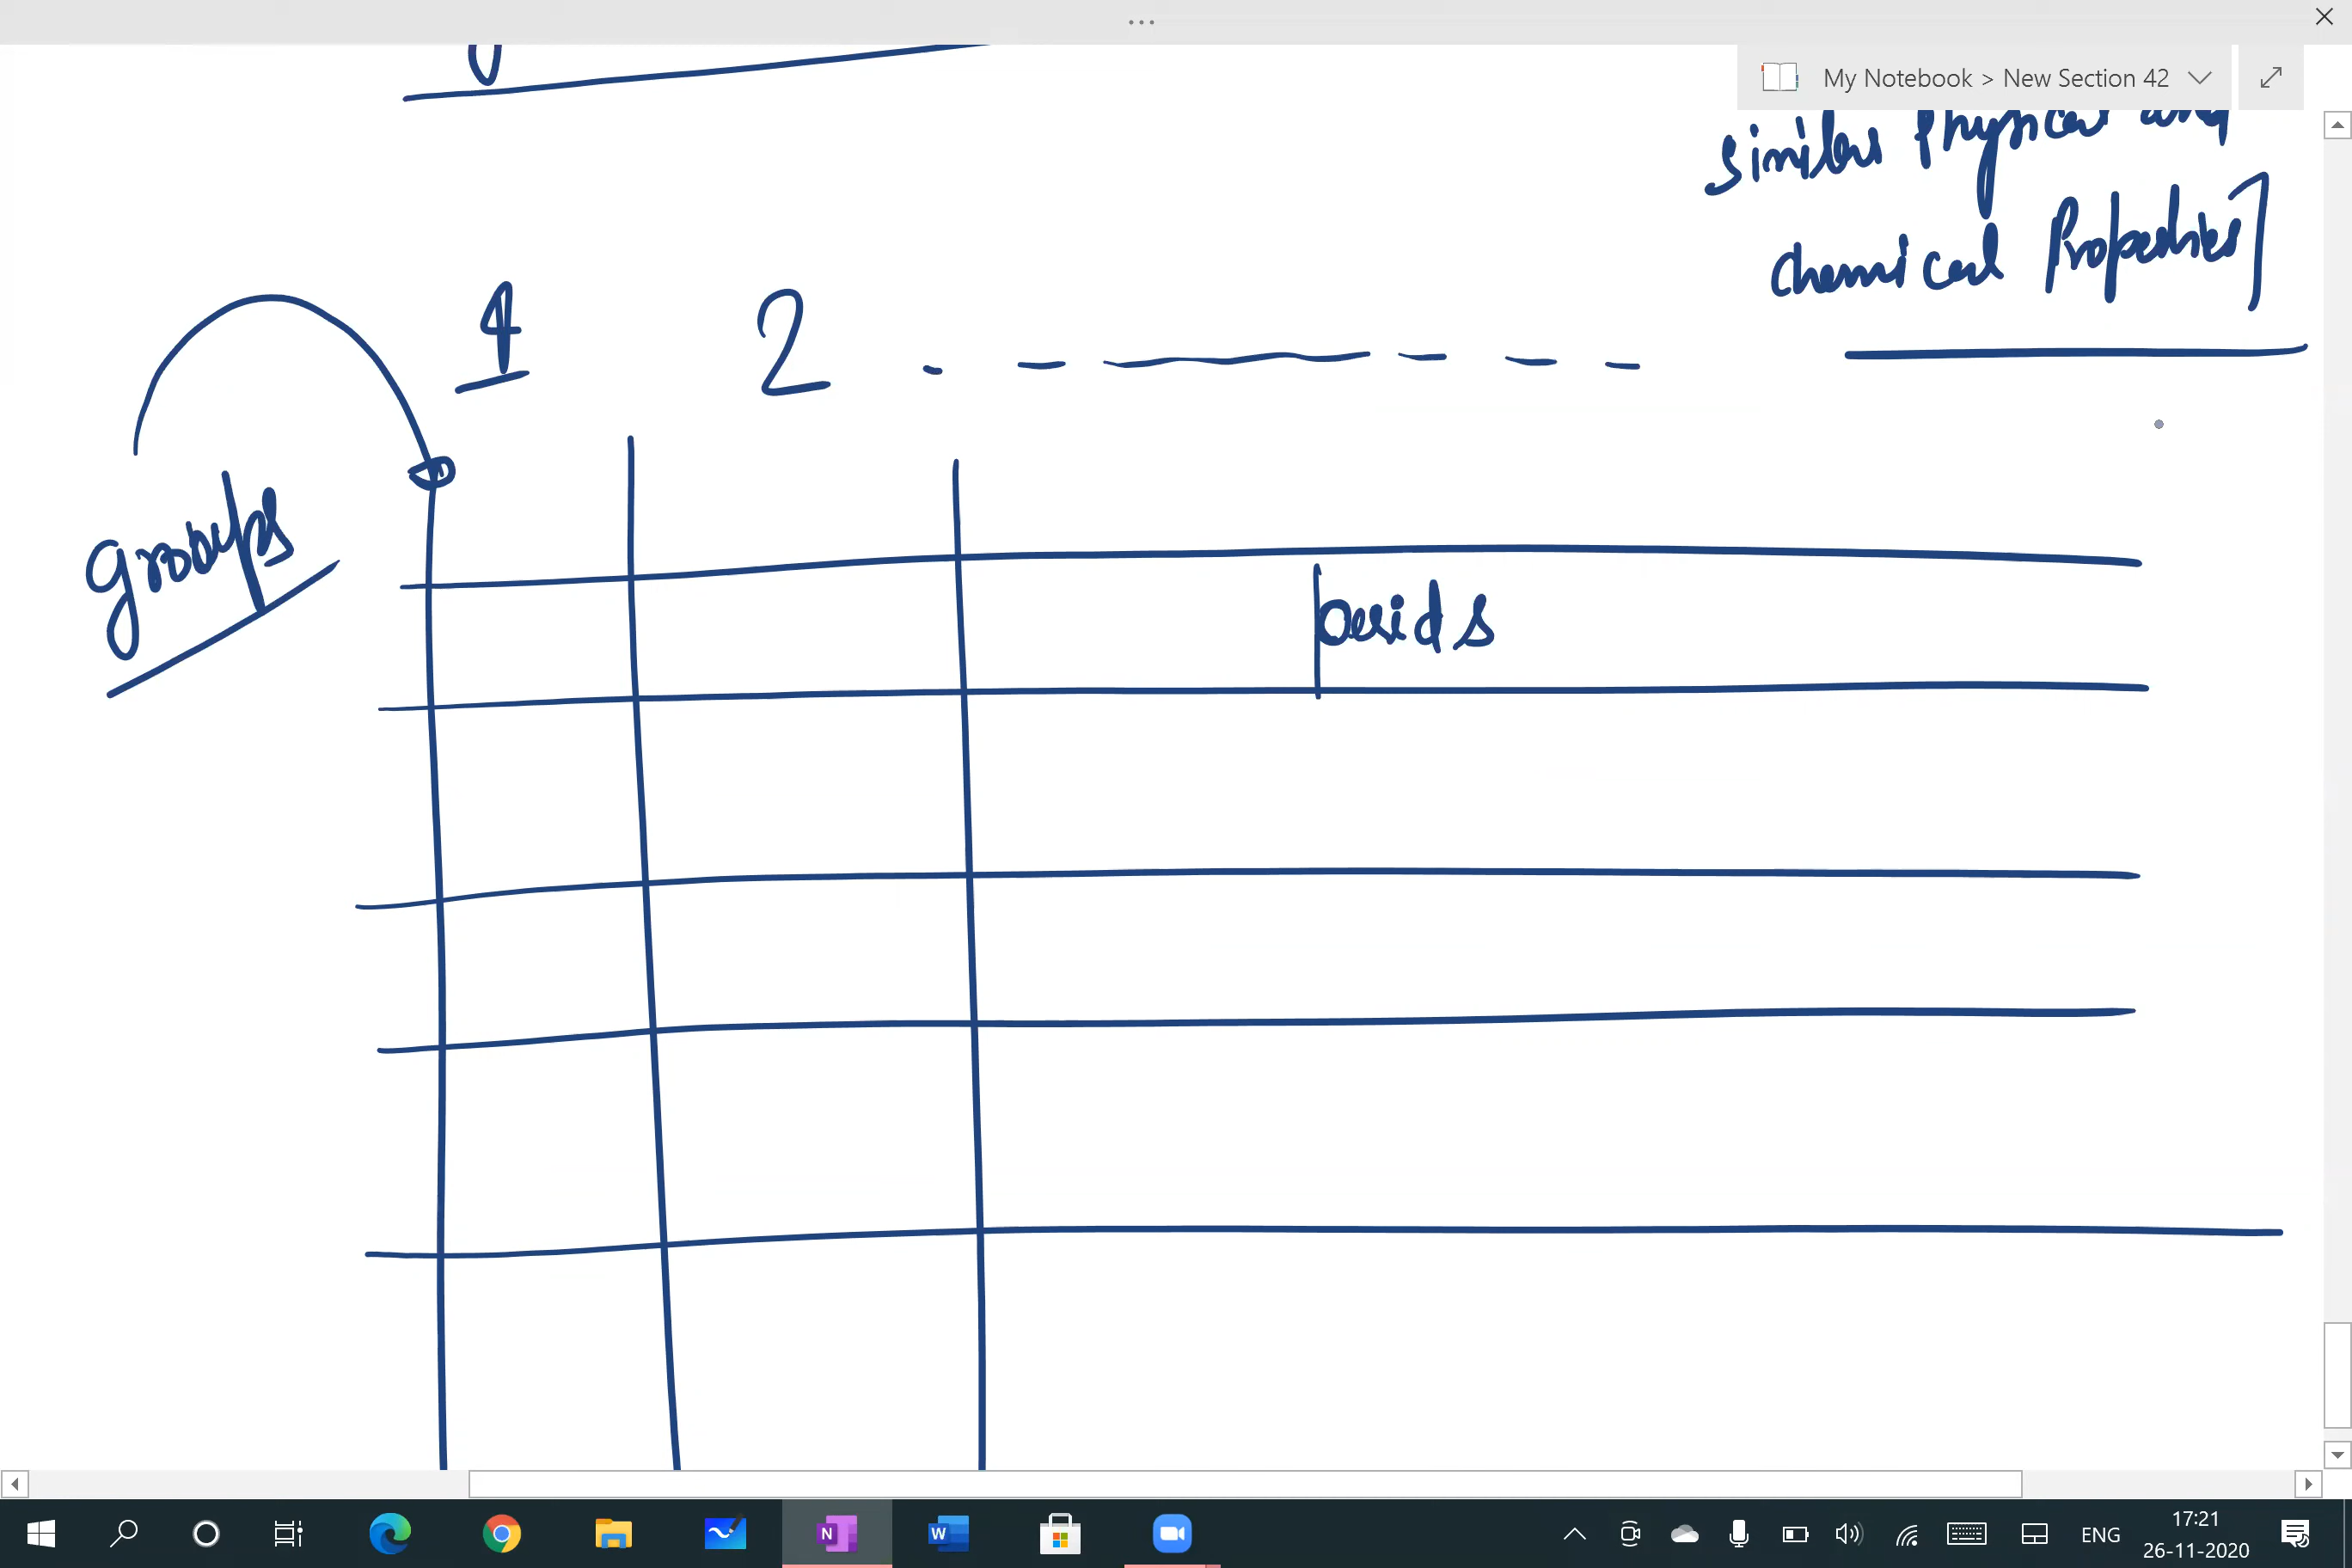 My Notebook > New Section 42
similar physical and
chemical Properties]
1 2 - - - - - -
groups
periods
ENG
17:21
26-11-2020